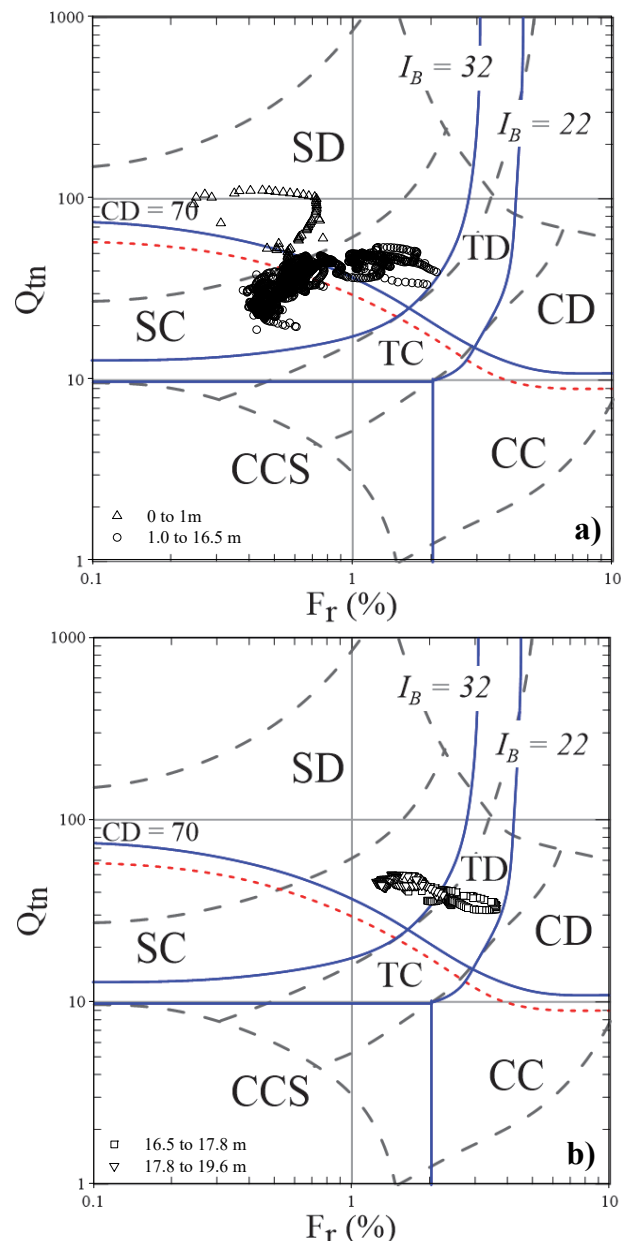 1000
I_B = 32
I_B = 22
SD
100
CD = 70
TD
Q_tn
CD
SC
TC
10
CCS
CC
△ 0 to 1m
○ 1.0 to 16.5 m
a)
1
0.1
1
10
F_r (%)
1000
I_B = 32
I_B = 22
SD
100
CD = 70
TD
Q_tn
CD
SC
TC
10
CCS
CC
□ 16.5 to 17.8 m
▽ 17.8 to 19.6 m
b)
1
0.1
1
10
F_r (%)